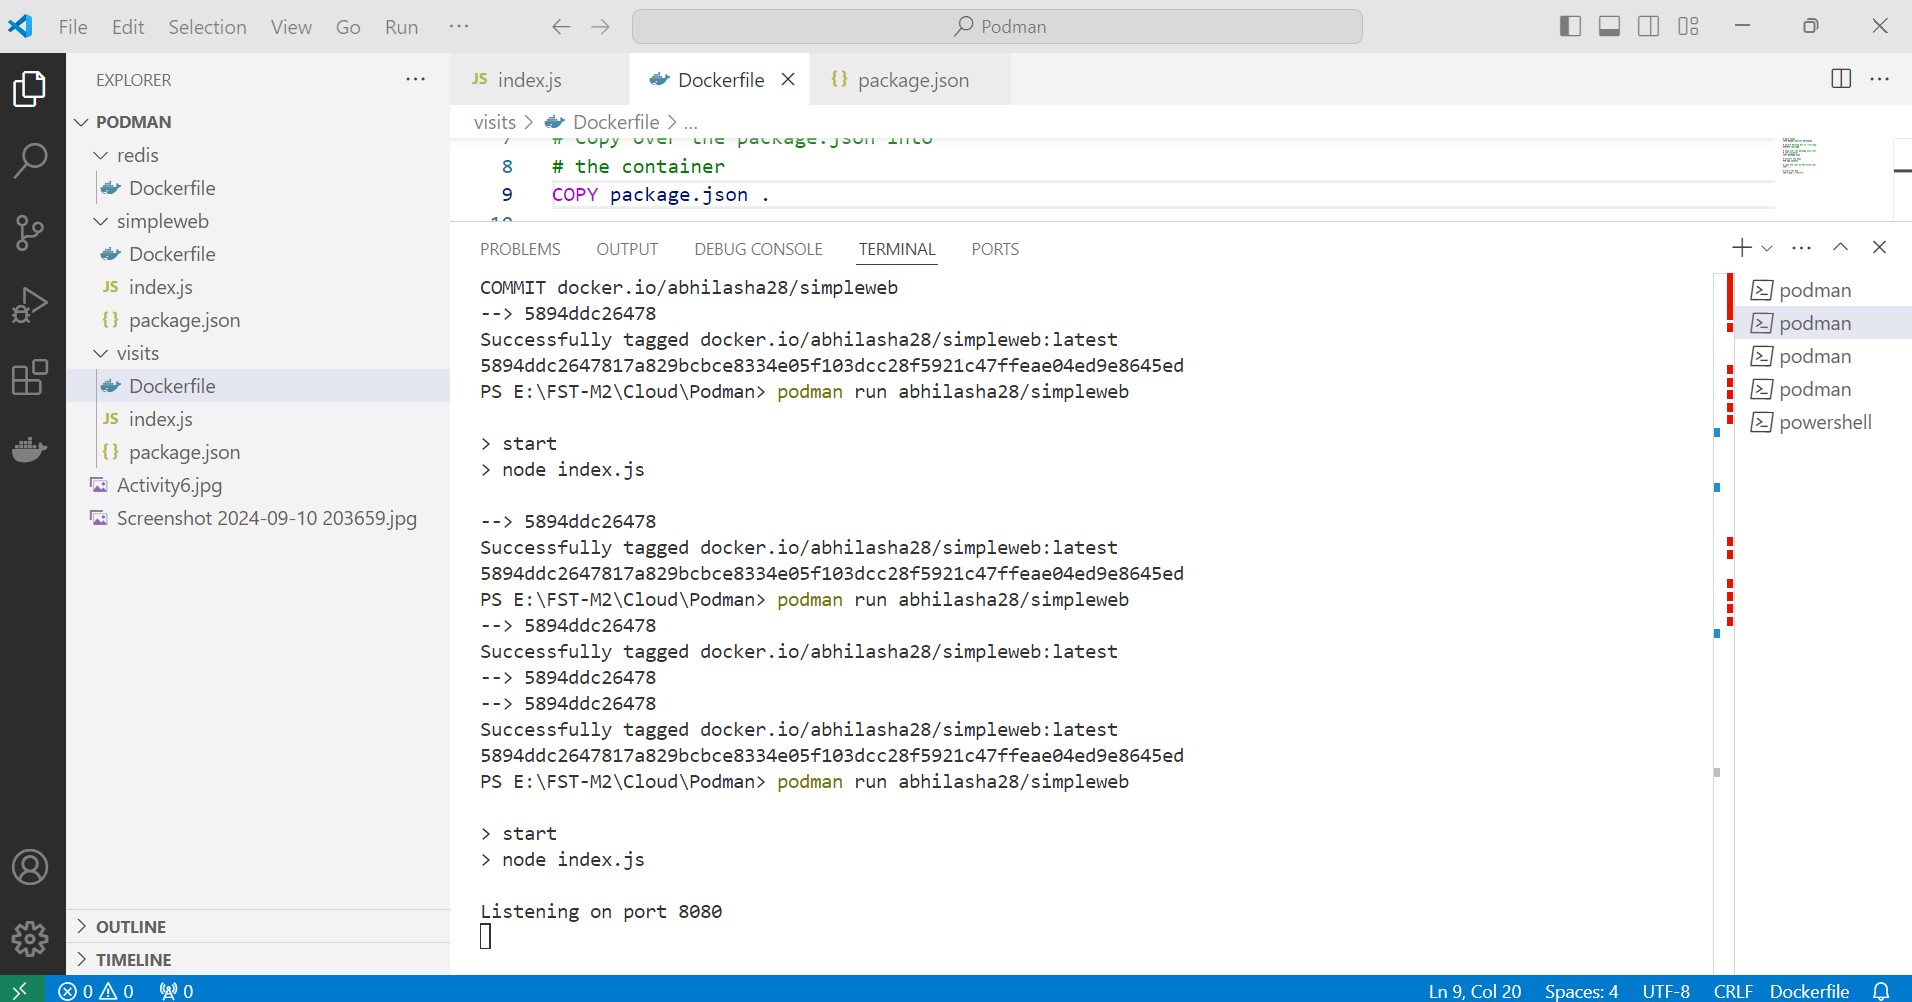 File Edit Selection View Go Run ···
Podman
EXPLORER
PODMAN
redis
Dockerfile
simpleweb
Dockerfile
JS index.js
{} package.json
visits
Dockerfile
JS index.js
{} package.json
Activity6.jpg
Screenshot 2024-09-10 203659.jpg
OUTLINE
TIMELINE
JS index.js
Dockerfile
{} package.json
visits > Dockerfile > ...
7 # Copy over the package.json into
8 # the container
9 COPY package.json .
10
PROBLEMS OUTPUT DEBUG CONSOLE TERMINAL PORTS
COMMIT docker.io/abhilasha28/simpleweb
--> 5894ddc26478
Successfully tagged docker.io/abhilasha28/simpleweb:latest
5894ddc2647817a829bcbce8334e05f103dcc28f5921c47ffeae04ed9e8645ed
PS E:\FST-M2\Cloud\Podman> podman run abhilasha28/simpleweb
> start
> node index.js
--> 5894ddc26478
Successfully tagged docker.io/abhilasha28/simpleweb:latest
5894ddc2647817a829bcbce8334e05f103dcc28f5921c47ffeae04ed9e8645ed
PS E:\FST-M2\Cloud\Podman> podman run abhilasha28/simpleweb
--> 5894ddc26478
Successfully tagged docker.io/abhilasha28/simpleweb:latest
--> 5894ddc26478
--> 5894ddc26478
Successfully tagged docker.io/abhilasha28/simpleweb:latest
5894ddc2647817a829bcbce8334e05f103dcc28f5921c47ffeae04ed9e8645ed
PS E:\FST-M2\Cloud\Podman> podman run abhilasha28/simpleweb
> start
> node index.js
Listening on port 8080
podman
podman
podman
podman
powershell
0 0 0
Ln 9, Col 20 Spaces: 4 UTF-8 CRLF Dockerfile